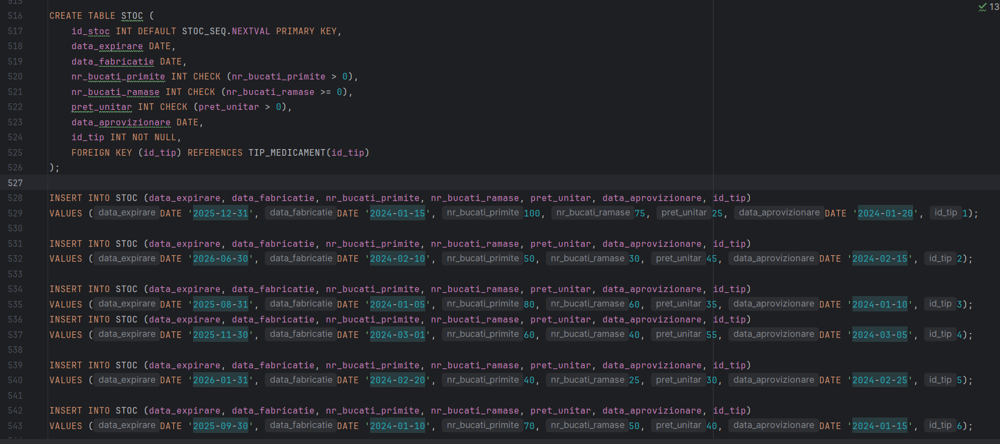 515
13
516 CREATE TABLE STOC (
517 id_stoc INT DEFAULT STOC_SEQ.NEXTVAL PRIMARY KEY,
518 data_expirare DATE,
519 data_fabricatie DATE,
520 nr_bucati_primite INT CHECK (nr_bucati_primite > 0),
521 nr_bucati_ramase INT CHECK (nr_bucati_ramase >= 0),
522 pret_unitar INT CHECK (pret_unitar > 0),
523 data_aprovizionare DATE,
524 id_tip INT NOT NULL,
525 FOREIGN KEY (id_tip) REFERENCES TIP_MEDICAMENT(id_tip)
526 );
527
528 INSERT INTO STOC (data_expirare, data_fabricatie, nr_bucati_primite, nr_bucati_ramase, pret_unitar, data_aprovizionare, id_tip)
529 VALUES ( data_expirare DATE '2025-12-31', data_fabricatie DATE '2024-01-15', nr_bucati_primite 100, nr_bucati_ramase 75, pret_unitar 25, data_aprovizionare DATE '2024-01-20', id_tip 1);
530
531 INSERT INTO STOC (data_expirare, data_fabricatie, nr_bucati_primite, nr_bucati_ramase, pret_unitar, data_aprovizionare, id_tip)
532 VALUES ( data_expirare DATE '2026-06-30', data_fabricatie DATE '2024-02-10', nr_bucati_primite 50, nr_bucati_ramase 30, pret_unitar 45, data_aprovizionare DATE '2024-02-15', id_tip 2);
533
534 INSERT INTO STOC (data_expirare, data_fabricatie, nr_bucati_primite, nr_bucati_ramase, pret_unitar, data_aprovizionare, id_tip)
535 VALUES ( data_expirare DATE '2025-08-31', data_fabricatie DATE '2024-01-05', nr_bucati_primite 80, nr_bucati_ramase 60, pret_unitar 35, data_aprovizionare DATE '2024-01-10', id_tip 3);
536 INSERT INTO STOC (data_expirare, data_fabricatie, nr_bucati_primite, nr_bucati_ramase, pret_unitar, data_aprovizionare, id_tip)
537 VALUES ( data_expirare DATE '2025-11-30', data_fabricatie DATE '2024-03-01', nr_bucati_primite 60, nr_bucati_ramase 40, pret_unitar 55, data_aprovizionare DATE '2024-03-05', id_tip 4);
538
539 INSERT INTO STOC (data_expirare, data_fabricatie, nr_bucati_primite, nr_bucati_ramase, pret_unitar, data_aprovizionare, id_tip)
540 VALUES ( data_expirare DATE '2026-01-31', data_fabricatie DATE '2024-02-20', nr_bucati_primite 40, nr_bucati_ramase 25, pret_unitar 30, data_aprovizionare DATE '2024-02-25', id_tip 5);
541
542 INSERT INTO STOC (data_expirare, data_fabricatie, nr_bucati_primite, nr_bucati_ramase, pret_unitar, data_aprovizionare, id_tip)
543 VALUES ( data_expirare DATE '2025-09-30', data_fabricatie DATE '2024-01-10', nr_bucati_primite 70, nr_bucati_ramase 50, pret_unitar 40, data_aprovizionare DATE '2024-01-15', id_tip 6);